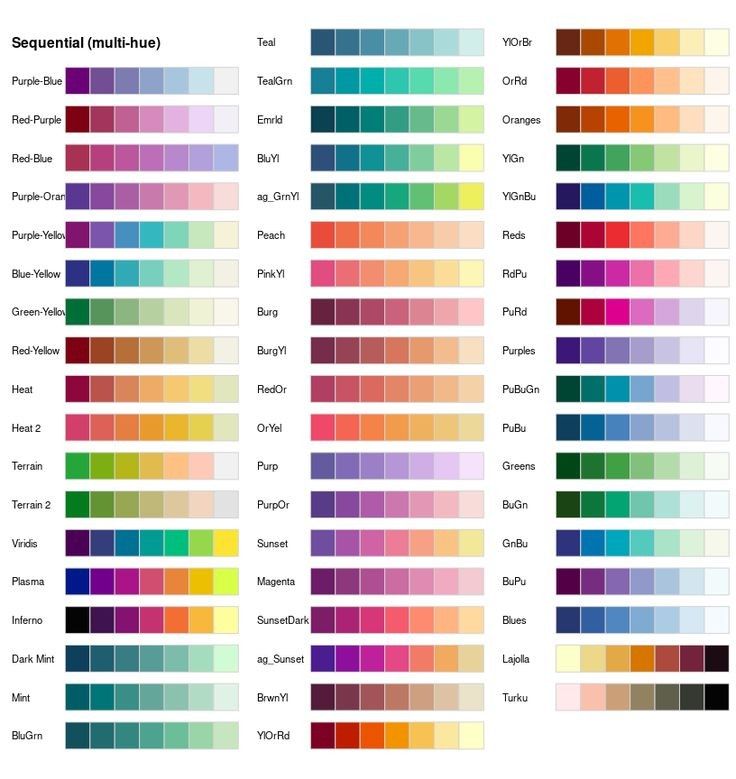 Sequential (multi-hue)
Purple-Blue
Red-Purple
Red-Blue
Purple-Oran
Purple-Yellow
Blue-Yellow
Green-Yellow
Red-Yellow
Heat
Heat 2
Terrain
Terrain 2
Viridis
Plasma
Inferno
Dark Mint
Mint
BluGrn
Teal
TealGrn
Emrld
BluYl
ag_GrnYl
Peach
PinkYl
Burg
BurgYl
RedOr
OrYel
Purp
PurpOr
Sunset
Magenta
SunsetDark
ag_Sunset
BrwnYl
YlOrRd
YlOrBr
OrRd
Oranges
YlGn
YlGnBu
Reds
RdPu
PuRd
Purples
PuBuGn
PuBu
Greens
BuGn
GnBu
BuPu
Blues
Lajolla
Turku